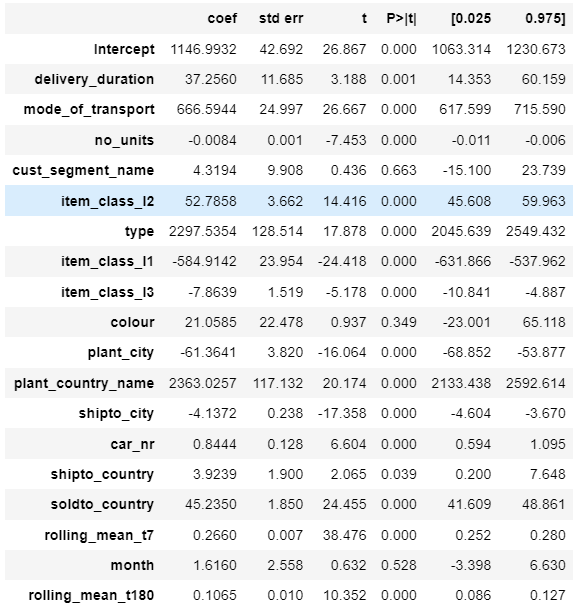 coef std err t P>|t| [0.025 0.975]
Intercept 1146.9932 42.692 26.867 0.000 1063.314 1230.673
delivery_duration 37.2560 11.685 3.188 0.001 14.353 60.159
mode_of_transport 666.5944 24.997 26.667 0.000 617.599 715.590
no_units -0.0084 0.001 -7.453 0.000 -0.011 -0.006
cust_segment_name 4.3194 9.908 0.436 0.663 -15.100 23.739
item_class_l2 52.7858 3.662 14.416 0.000 45.608 59.963
type 2297.5354 128.514 17.878 0.000 2045.639 2549.432
item_class_l1 -584.9142 23.954 -24.418 0.000 -631.866 -537.962
item_class_l3 -7.8639 1.519 -5.178 0.000 -10.841 -4.887
colour 21.0585 22.478 0.937 0.349 -23.001 65.118
plant_city -61.3641 3.820 -16.064 0.000 -68.852 -53.877
plant_country_name 2363.0257 117.132 20.174 0.000 2133.438 2592.614
shipto_city -4.1372 0.238 -17.358 0.000 -4.604 -3.670
car_nr 0.8444 0.128 6.604 0.000 0.594 1.095
shipto_country 3.9239 1.900 2.065 0.039 0.200 7.648
soldto_country 45.2350 1.850 24.455 0.000 41.609 48.861
rolling_mean_t7 0.2660 0.007 38.476 0.000 0.252 0.280
month 1.6160 2.558 0.632 0.528 -3.398 6.630
rolling_mean_t180 0.1065 0.010 10.352 0.000 0.086 0.127